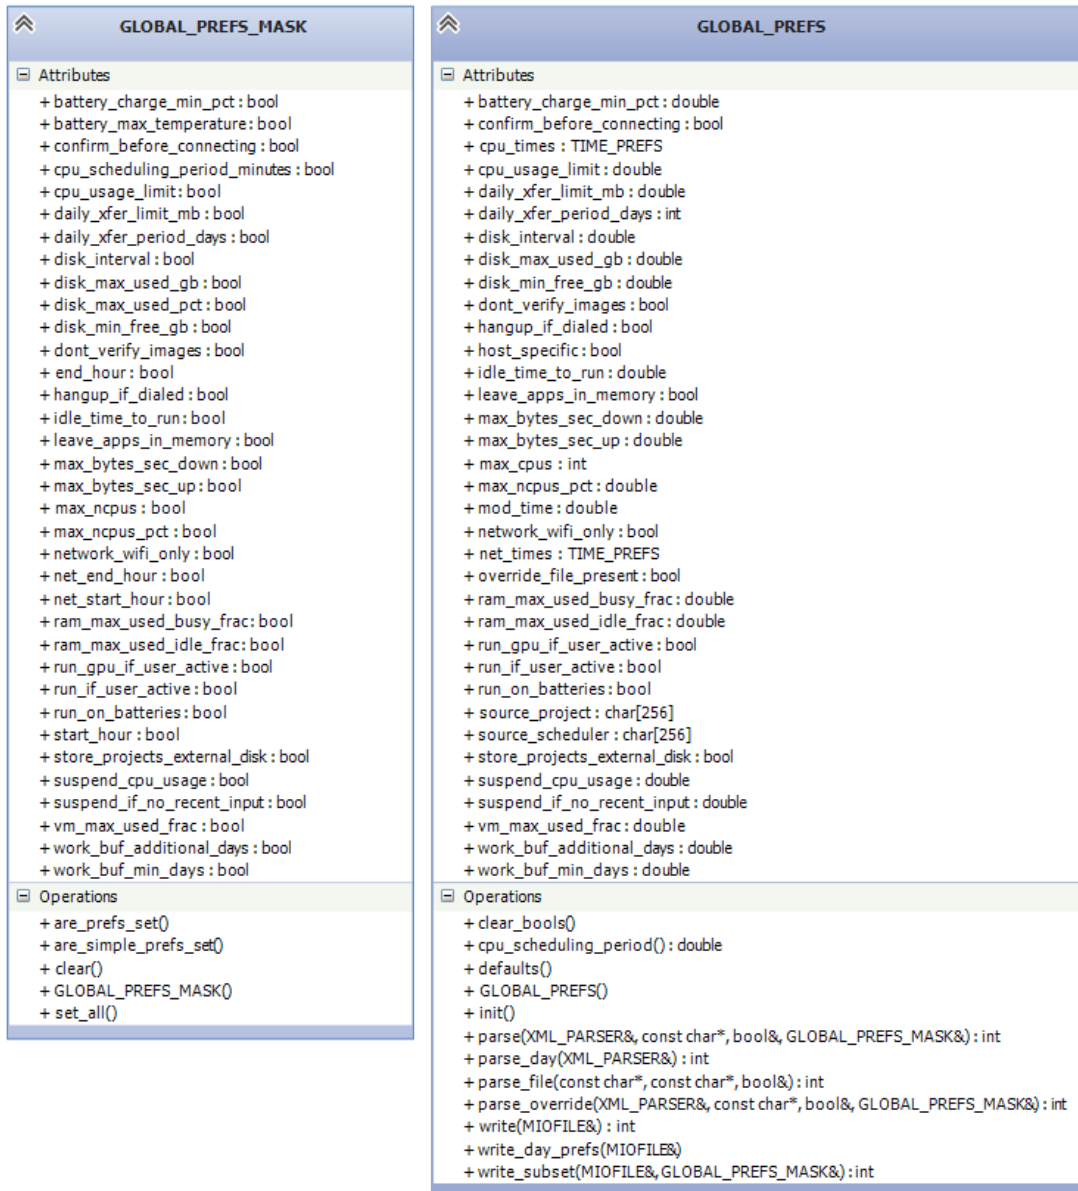 GLOBAL_PREFS_MASK
Attributes
+ battery_charge_min_pct : bool
+ battery_max_temperature : bool
+ confirm_before_connecting : bool
+ cpu_scheduling_period_minutes : bool
+ cpu_usage_limit : bool
+ daily_xfer_limit_mb : bool
+ daily_xfer_period_days : bool
+ disk_interval : bool
+ disk_max_used_gb : bool
+ disk_max_used_pct : bool
+ disk_min_free_gb : bool
+ dont_verify_images : bool
+ end_hour : bool
+ hangup_if_dialed : bool
+ idle_time_to_run : bool
+ leave_apps_in_memory : bool
+ max_bytes_sec_down : bool
+ max_bytes_sec_up : bool
+ max_ncpus : bool
+ max_ncpus_pct : bool
+ network_wifi_only : bool
+ net_end_hour : bool
+ net_start_hour : bool
+ ram_max_used_busy_frac : bool
+ ram_max_used_idle_frac : bool
+ run_gpu_if_user_active : bool
+ run_if_user_active : bool
+ run_on_batteries : bool
+ start_hour : bool
+ store_projects_external_disk : bool
+ suspend_cpu_usage : bool
+ suspend_if_no_recent_input : bool
+ vm_max_used_frac : bool
+ work_buf_additional_days : bool
+ work_buf_min_days : bool
Operations
+ are_prefs_set()
+ are_simple_prefs_set()
+ clear()
+ GLOBAL_PREFS_MASK()
+ set_all()
GLOBAL_PREFS
Attributes
+ battery_charge_min_pct : double
+ confirm_before_connecting : bool
+ cpu_times : TIME_PREFS
+ cpu_usage_limit : double
+ daily_xfer_limit_mb : double
+ daily_xfer_period_days : int
+ disk_interval : double
+ disk_max_used_gb : double
+ disk_min_free_gb : double
+ dont_verify_images : bool
+ hangup_if_dialed : bool
+ host_specific : bool
+ idle_time_to_run : double
+ leave_apps_in_memory : bool
+ max_bytes_sec_down : double
+ max_bytes_sec_up : double
+ max_cpus : int
+ max_ncpus_pct : double
+ mod_time : double
+ network_wifi_only : bool
+ net_times : TIME_PREFS
+ override_file_present : bool
+ ram_max_used_busy_frac : double
+ ram_max_used_idle_frac : double
+ run_gpu_if_user_active : bool
+ run_if_user_active : bool
+ run_on_batteries : bool
+ source_project : char[256]
+ source_scheduler : char[256]
+ store_projects_external_disk : bool
+ suspend_cpu_usage : double
+ suspend_if_no_recent_input : double
+ vm_max_used_frac : double
+ work_buf_additional_days : double
+ work_buf_min_days : double
Operations
+ clear_bools()
+ cpu_scheduling_period() : double
+ defaults()
+ GLOBAL_PREFS()
+ init()
+ parse(XML_PARSER&, const char*, bool&, GLOBAL_PREFS_MASK&) : int
+ parse_day(XML_PARSER&) : int
+ parse_file(const char*, const char*, bool&) : int
+ parse_override(XML_PARSER&, const char*, bool&, GLOBAL_PREFS_MASK&) : int
+ write(MIOFILE&) : int
+ write_day_prefs(MIOFILE&)
+ write_subset(MIOFILE&, GLOBAL_PREFS_MASK&) : int